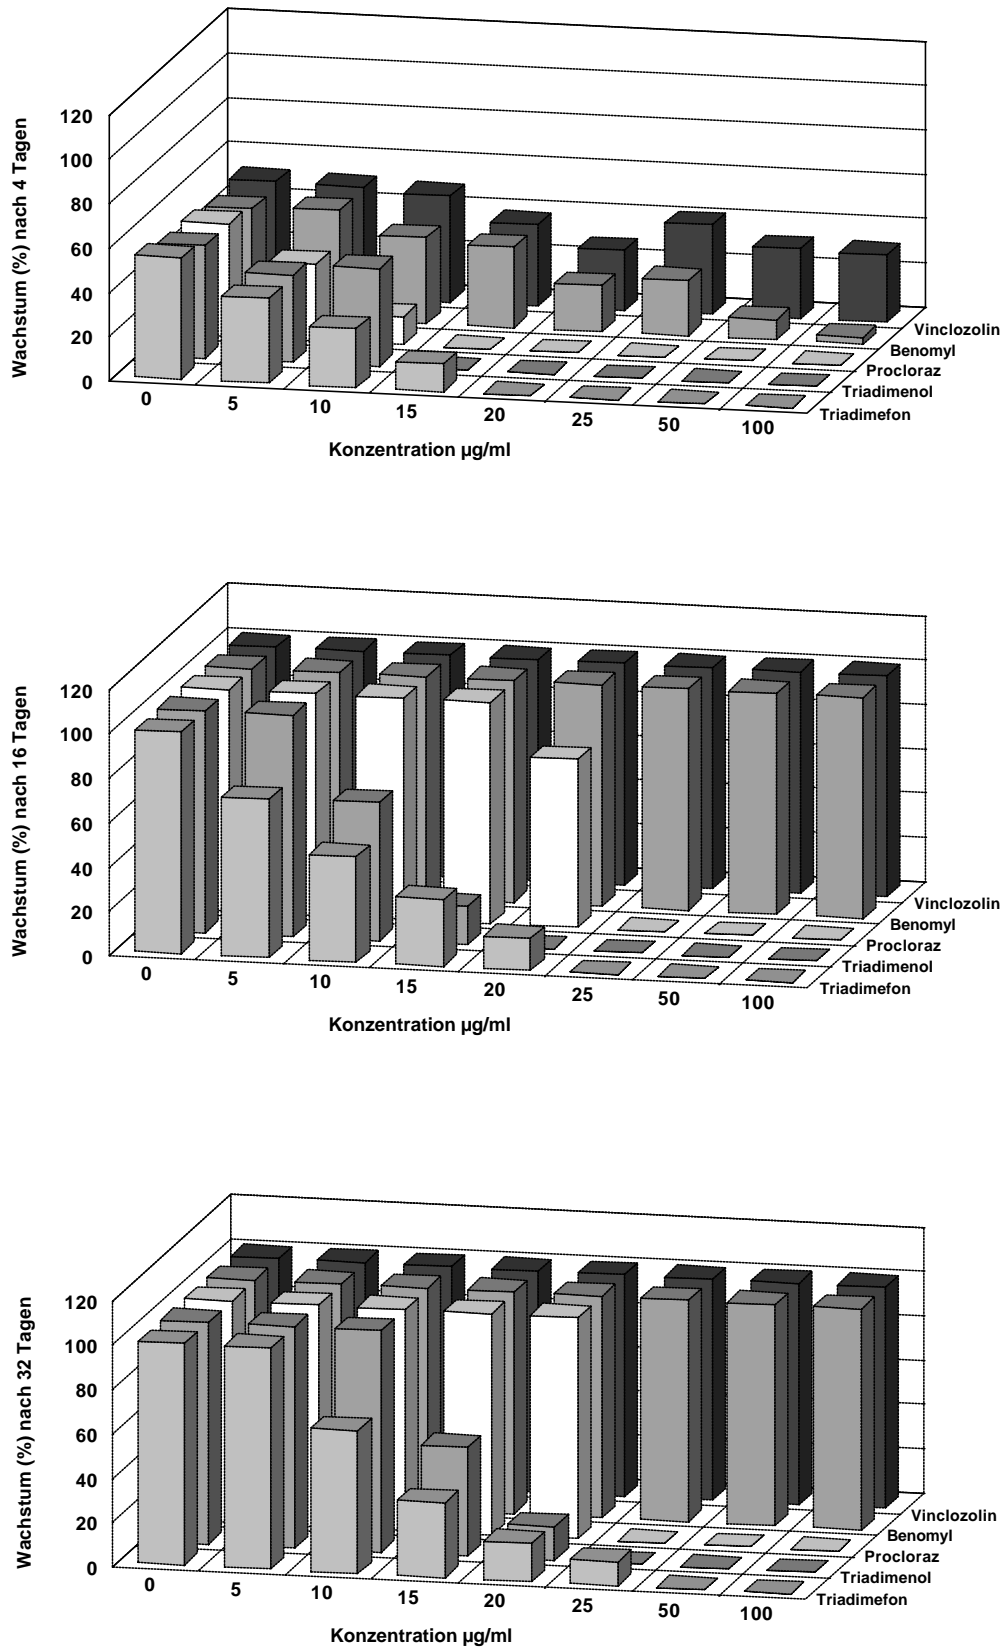 Wachstum (%) nach 4 Tagen
120
100
80
60
40
20
0
0 5 10 15 20 25 50 100
Vinclozolin
Benomyl
Procloraz
Triadimenol
Triadimefon
Konzentration µg/ml
Wachstum (%) nach 16 Tagen
120
100
80
60
40
20
0
0 5 10 15 20 25 50 100
Vinclozolin
Benomyl
Procloraz
Triadimenol
Triadimefon
Konzentration µg/ml
Wachstum (%) nach 32 Tagen
120
100
80
60
40
20
0
0 5 10 15 20 25 50 100
Vinclozolin
Benomyl
Procloraz
Triadimenol
Triadimefon
Konzentration µg/ml